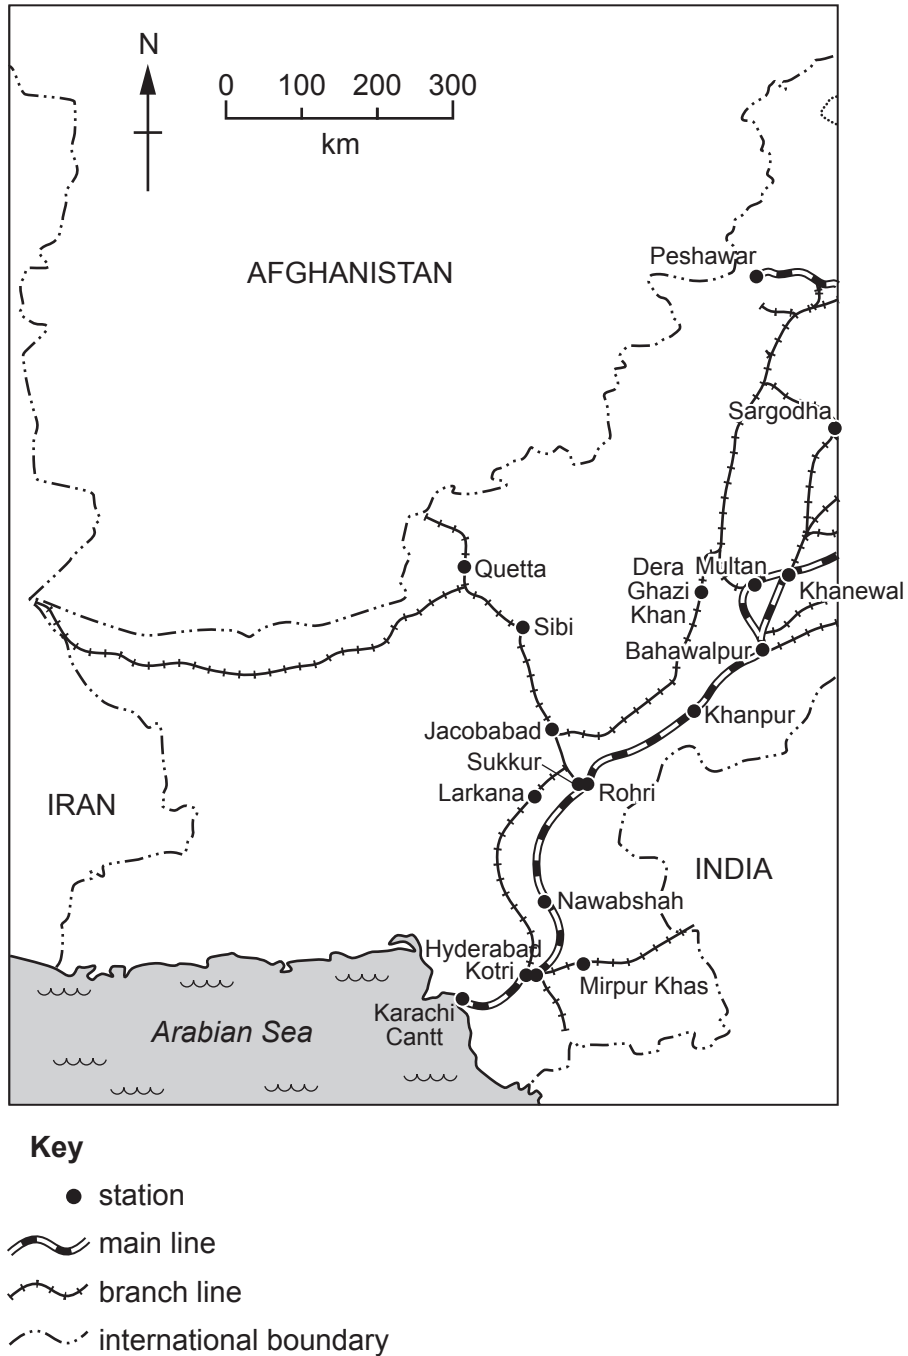 N
0 100 200 300
km
AFGHANISTAN
Peshawar
Sargodha
Quetta
Dera
Ghazi
Khan
Multan
Khanewal
Sibi
Bahawalpur
Khanpur
Jacobabad
Sukkur
Larkana
Rohri
IRAN
INDIA
Nawabshah
Hyderabad
Kotri
Mirpur Khas
Karachi
Cantt
Arabian Sea
Key
station
main line
branch line
international boundary